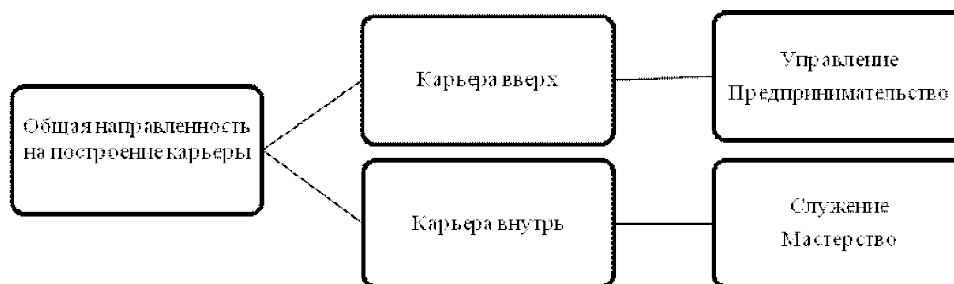 Общая направленность
на построение карьеры
Карьера вверх
Управление
Предпринимательство
Карьера внутрь
Служение
Мастерство